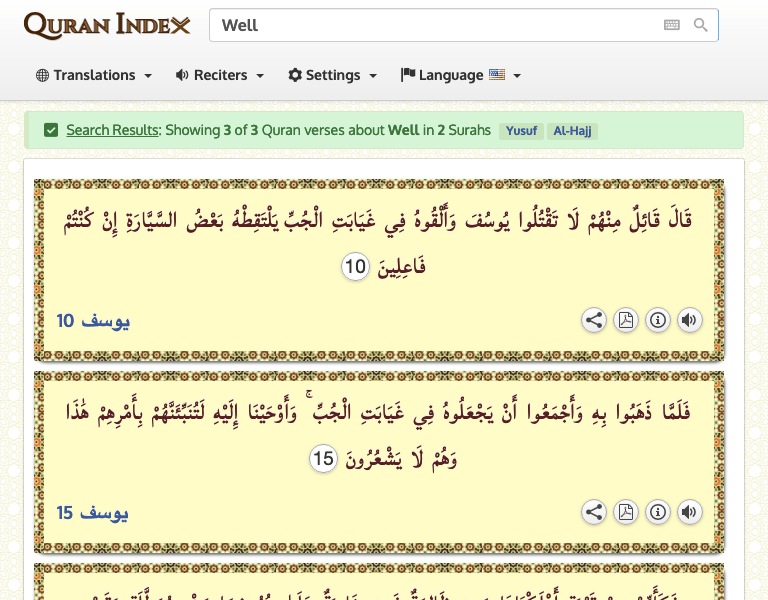 QURAN INDEX
Well
Translations
Reciters
Settings
Language
Search Results: Showing 3 of 3 Quran verses about Well in 2 Surahs Yusuf Al-Hajj
قَالَ قَائِلٌ مِنْهُمْ لَا تَقْتُلُوا يُوسُفَ وَأَلْقُوهُ فِي غَيَابَتِ الْجُبِّ يَلْتَقِطْهُ بَعْضُ السَّيَّارَةِ إِنْ كُنْتُمْ
فَاعِلِينَ 10
يوسف 10
فَلَمَّا ذَهَبُوا بِهِ وَأَجْمَعُوا أَنْ يَجْعَلُوهُ فِي غَيَابَتِ الْجُبِّ ۚ وَأَوْحَيْنَا إِلَيْهِ لَتُنَبِّئَنَّهُمْ بِأَمْرِهِمْ هَٰذَا
وَهُمْ لَا يَشْعُرُونَ 15
يوسف 15